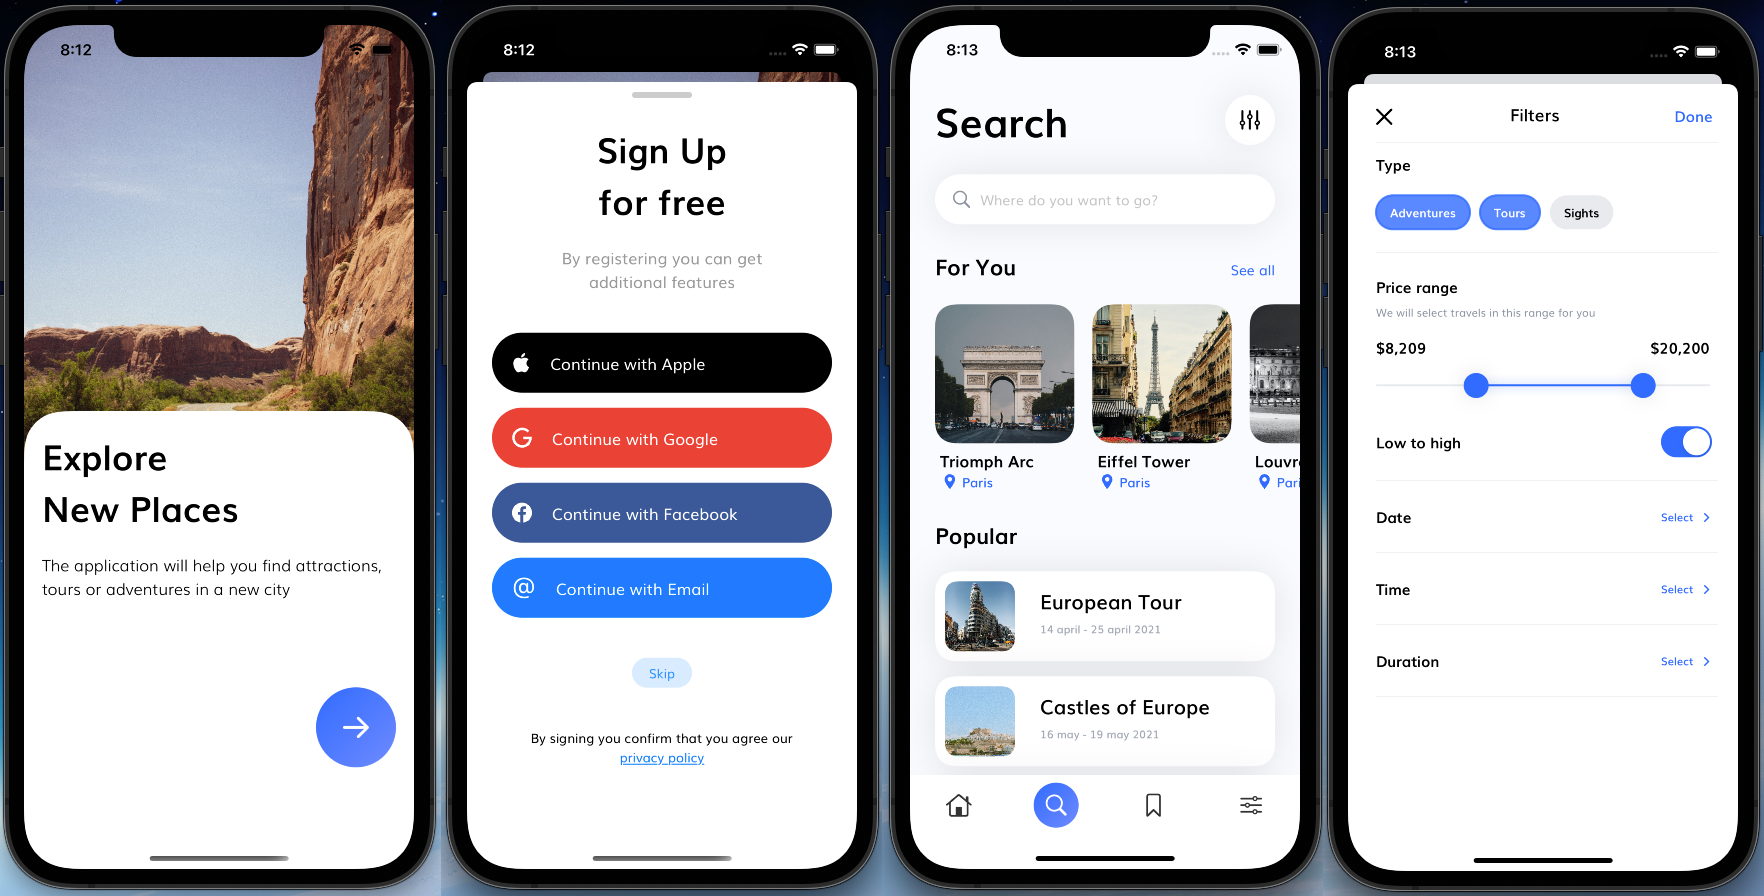 8:12
Explore
New Places
The application will help you find attractions,
tours or adventures in a new city
8:12
Sign Up
for free
By registering you can get
additional features
Continue with Apple
Continue with Google
Continue with Facebook
@ Continue with Email
Skip
By signing you confirm that you agree our
privacy policy
8:13
Search
Where do you want to go?
For You
See all
Triomph Arc
Paris
Eiffel Tower
Paris
Louvr
Pari
Popular
European Tour
14 april - 25 april 2021
Castles of Europe
16 may - 19 may 2021
8:13
Filters
Done
Type
Adventures
Tours
Sights
Price range
We will select travels in this range for you
$8,209
$20,200
Low to high
Date
Select
Time
Select
Duration
Select